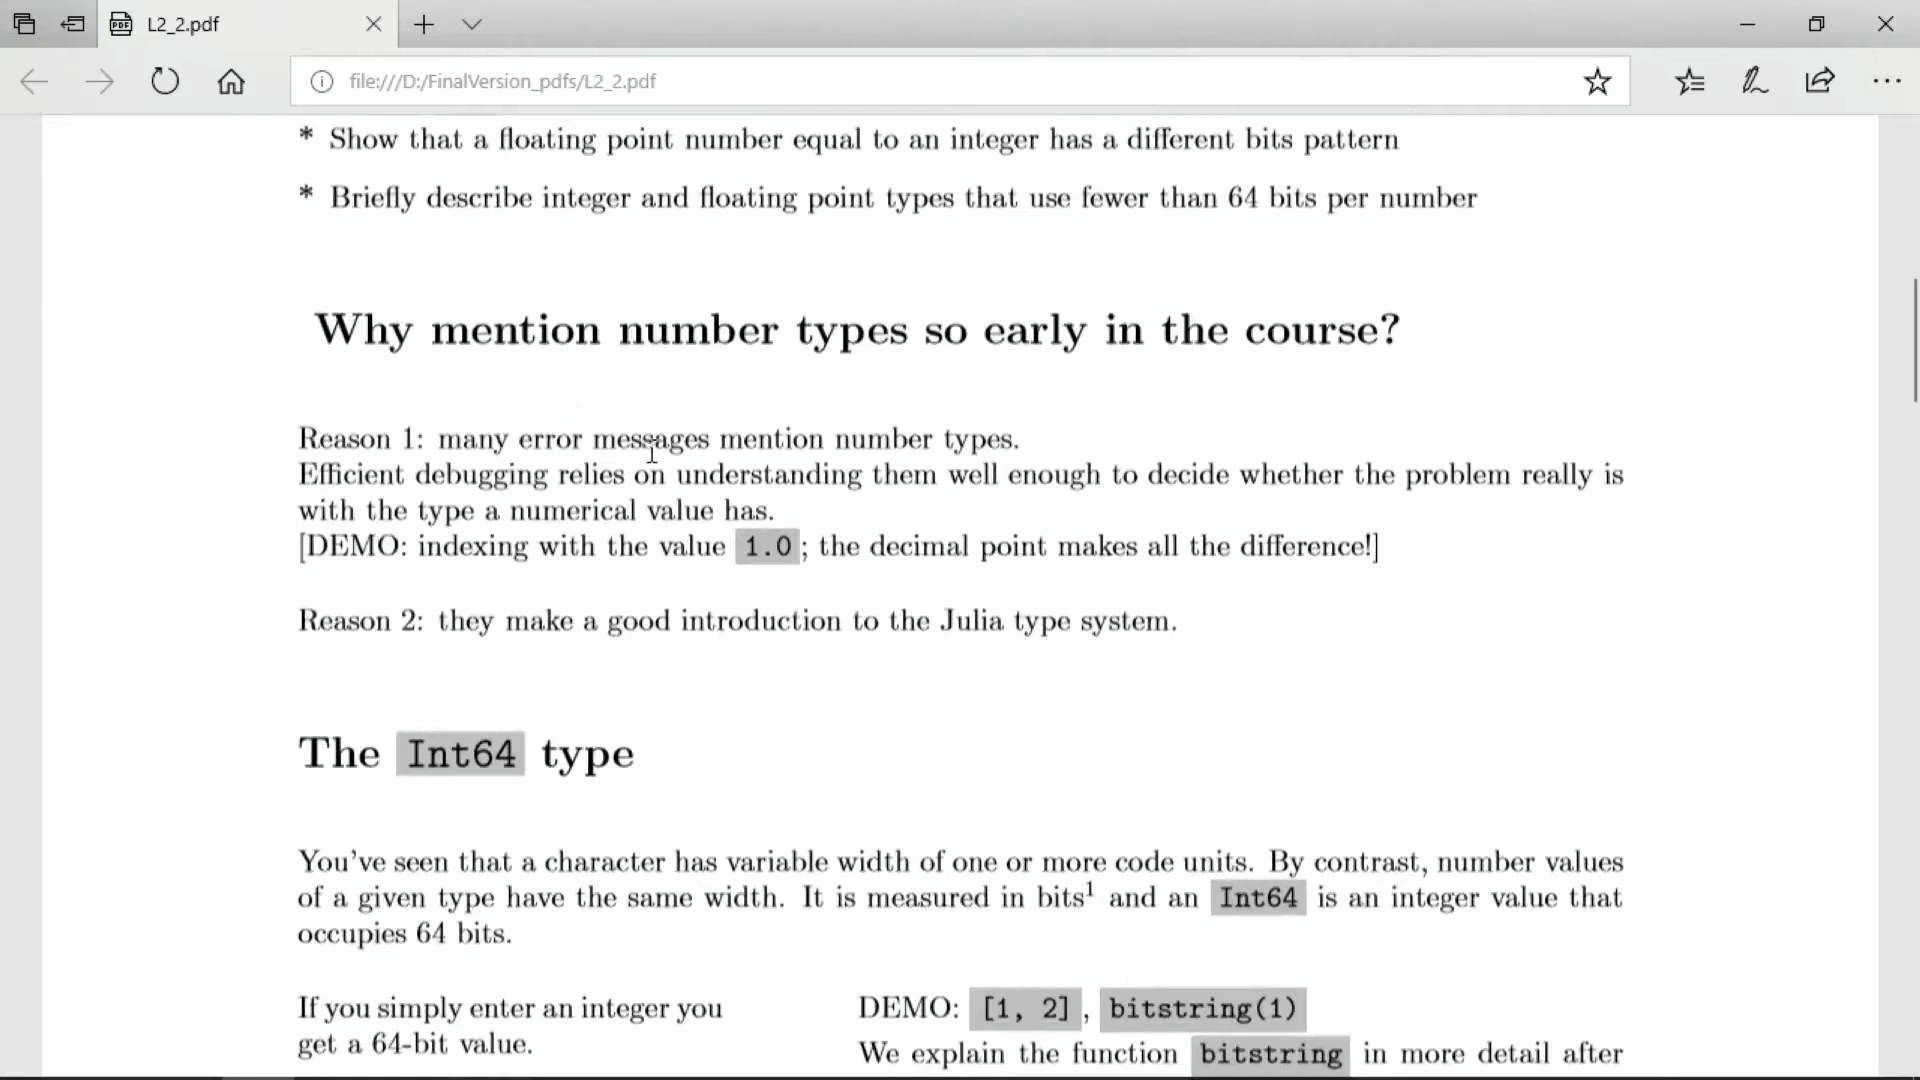 L2_2.pdf
file:///D:/FinalVersion_pdfs/L2_2.pdf
* Show that a floating point number equal to an integer has a different bits pattern
* Briefly describe integer and floating point types that use fewer than 64 bits per number
Why mention number types so early in the course?
Reason 1: many error messages mention number types.
Efficient debugging relies on understanding them well enough to decide whether the problem really is
with the type a numerical value has.
[DEMO: indexing with the value 1.0 ; the decimal point makes all the difference!]
Reason 2: they make a good introduction to the Julia type system.
The Int64 type
You've seen that a character has variable width of one or more code units. By contrast, number values
of a given type have the same width. It is measured in bits¹ and an Int64 is an integer value that
occupies 64 bits.
If you simply enter an integer you
get a 64-bit value.
DEMO: [1, 2] , bitstring(1)
We explain the function bitstring in more detail after